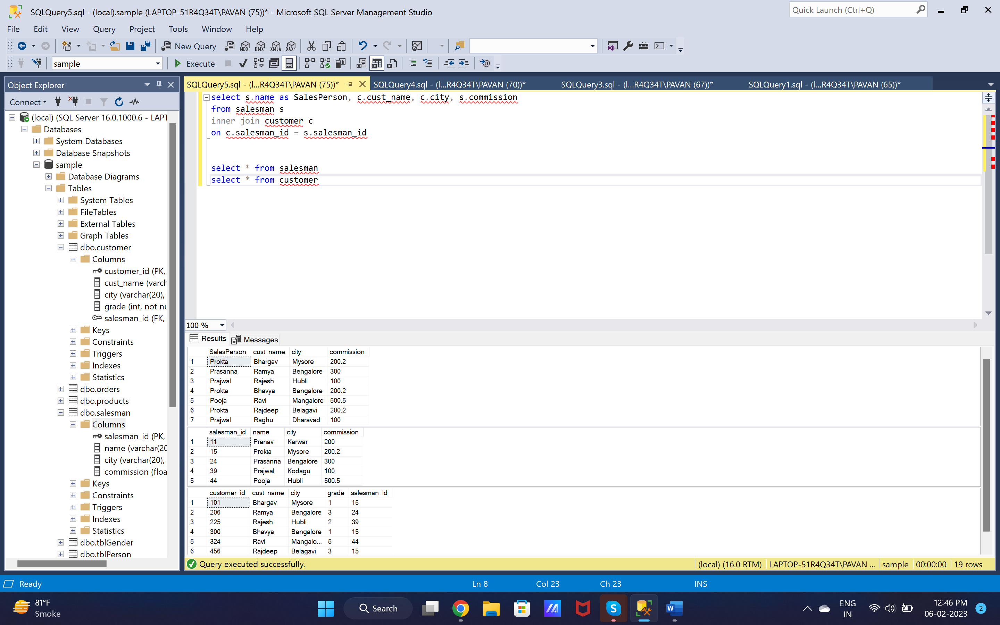 SQLQuery5.sql - (local).sample (LAPTOP-51R4Q34T\PAVAN (75))* - Microsoft SQL Server Management Studio
Quick Launch (Ctrl+Q)
File Edit View Query Project Tools Window Help
New Query MDX DMX XMLA DAX
sample Execute
Object Explorer
Connect
(local) (SQL Server 16.0.1000.6 - LAPT
Databases
System Databases
Database Snapshots
sample
Database Diagrams
Tables
System Tables
FileTables
External Tables
Graph Tables
dbo.customer
Columns
customer_id (PK,
cust_name (varch
city (varchar(20),
grade (int, not nu
salesman_id (FK,
Keys
Constraints
Triggers
Indexes
Statistics
dbo.orders
dbo.products
dbo.salesman
Columns
salesman_id (PK,
name (varchar(20
city (varchar(20),
commission (floa
Keys
Constraints
Triggers
Indexes
Statistics
dbo.tblGender
dbo.tblPerson
SQLQuery5.sql - (l...R4Q34T\PAVAN (75))* SQLQuery4.sql - (l...R4Q34T\PAVAN (70))* SQLQuery3.sql - (l...R4Q34T\PAVAN (67))* SQLQuery1.sql - (l...R4Q34T\PAVAN (65))*
select s.name as SalesPerson, c.cust_name, c.city, s.commission
from salesman s
inner join customer c
on c.salesman_id = s.salesman_id
select * from salesman
select * from customer
100 %
Results Messages
SalesPerson cust_name city commission
1 Prokta Bhargav Mysore 200.2
2 Prasanna Ramya Bengalore 300
3 Prajwal Rajesh Hubli 100
4 Prokta Bhavya Bengalore 200.2
5 Pooja Ravi Mangalore 500.5
6 Prokta Rajdeep Belagavi 200.2
7 Prajwal Raghu Dharavad 100
salesman_id name city commission
1 11 Pranav Karwar 200
2 15 Prokta Mysore 200.2
3 24 Prasanna Bengalore 300
4 39 Prajwal Kodagu 100
5 44 Pooja Hubli 500.5
customer_id cust_name city grade salesman_id
1 101 Bhargav Mysore 1 15
2 206 Ramya Bengalore 3 24
3 225 Rajesh Hubli 2 39
4 300 Bhavya Bengalore 1 15
5 324 Ravi Mangalo... 5 44
6 456 Rajdeep Belagavi 3 15
Query executed successfully. (local) (16.0 RTM) LAPTOP-51R4Q34T\PAVAN ... sample 00:00:00 19 rows
Ready Ln 8 Col 23 Ch 23 INS
81°F
Smoke
Search
ENG
IN
12:46 PM
06-02-2023
2